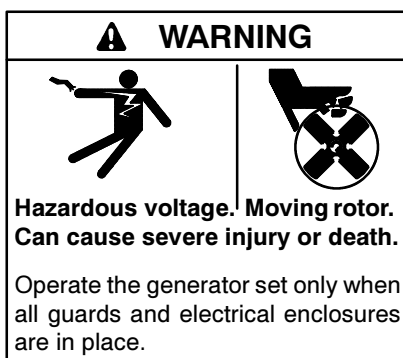 WARNING
Hazardous voltage. Moving rotor.
Can cause severe injury or death.
Operate the generator set only when
all guards and electrical enclosures
are in place.